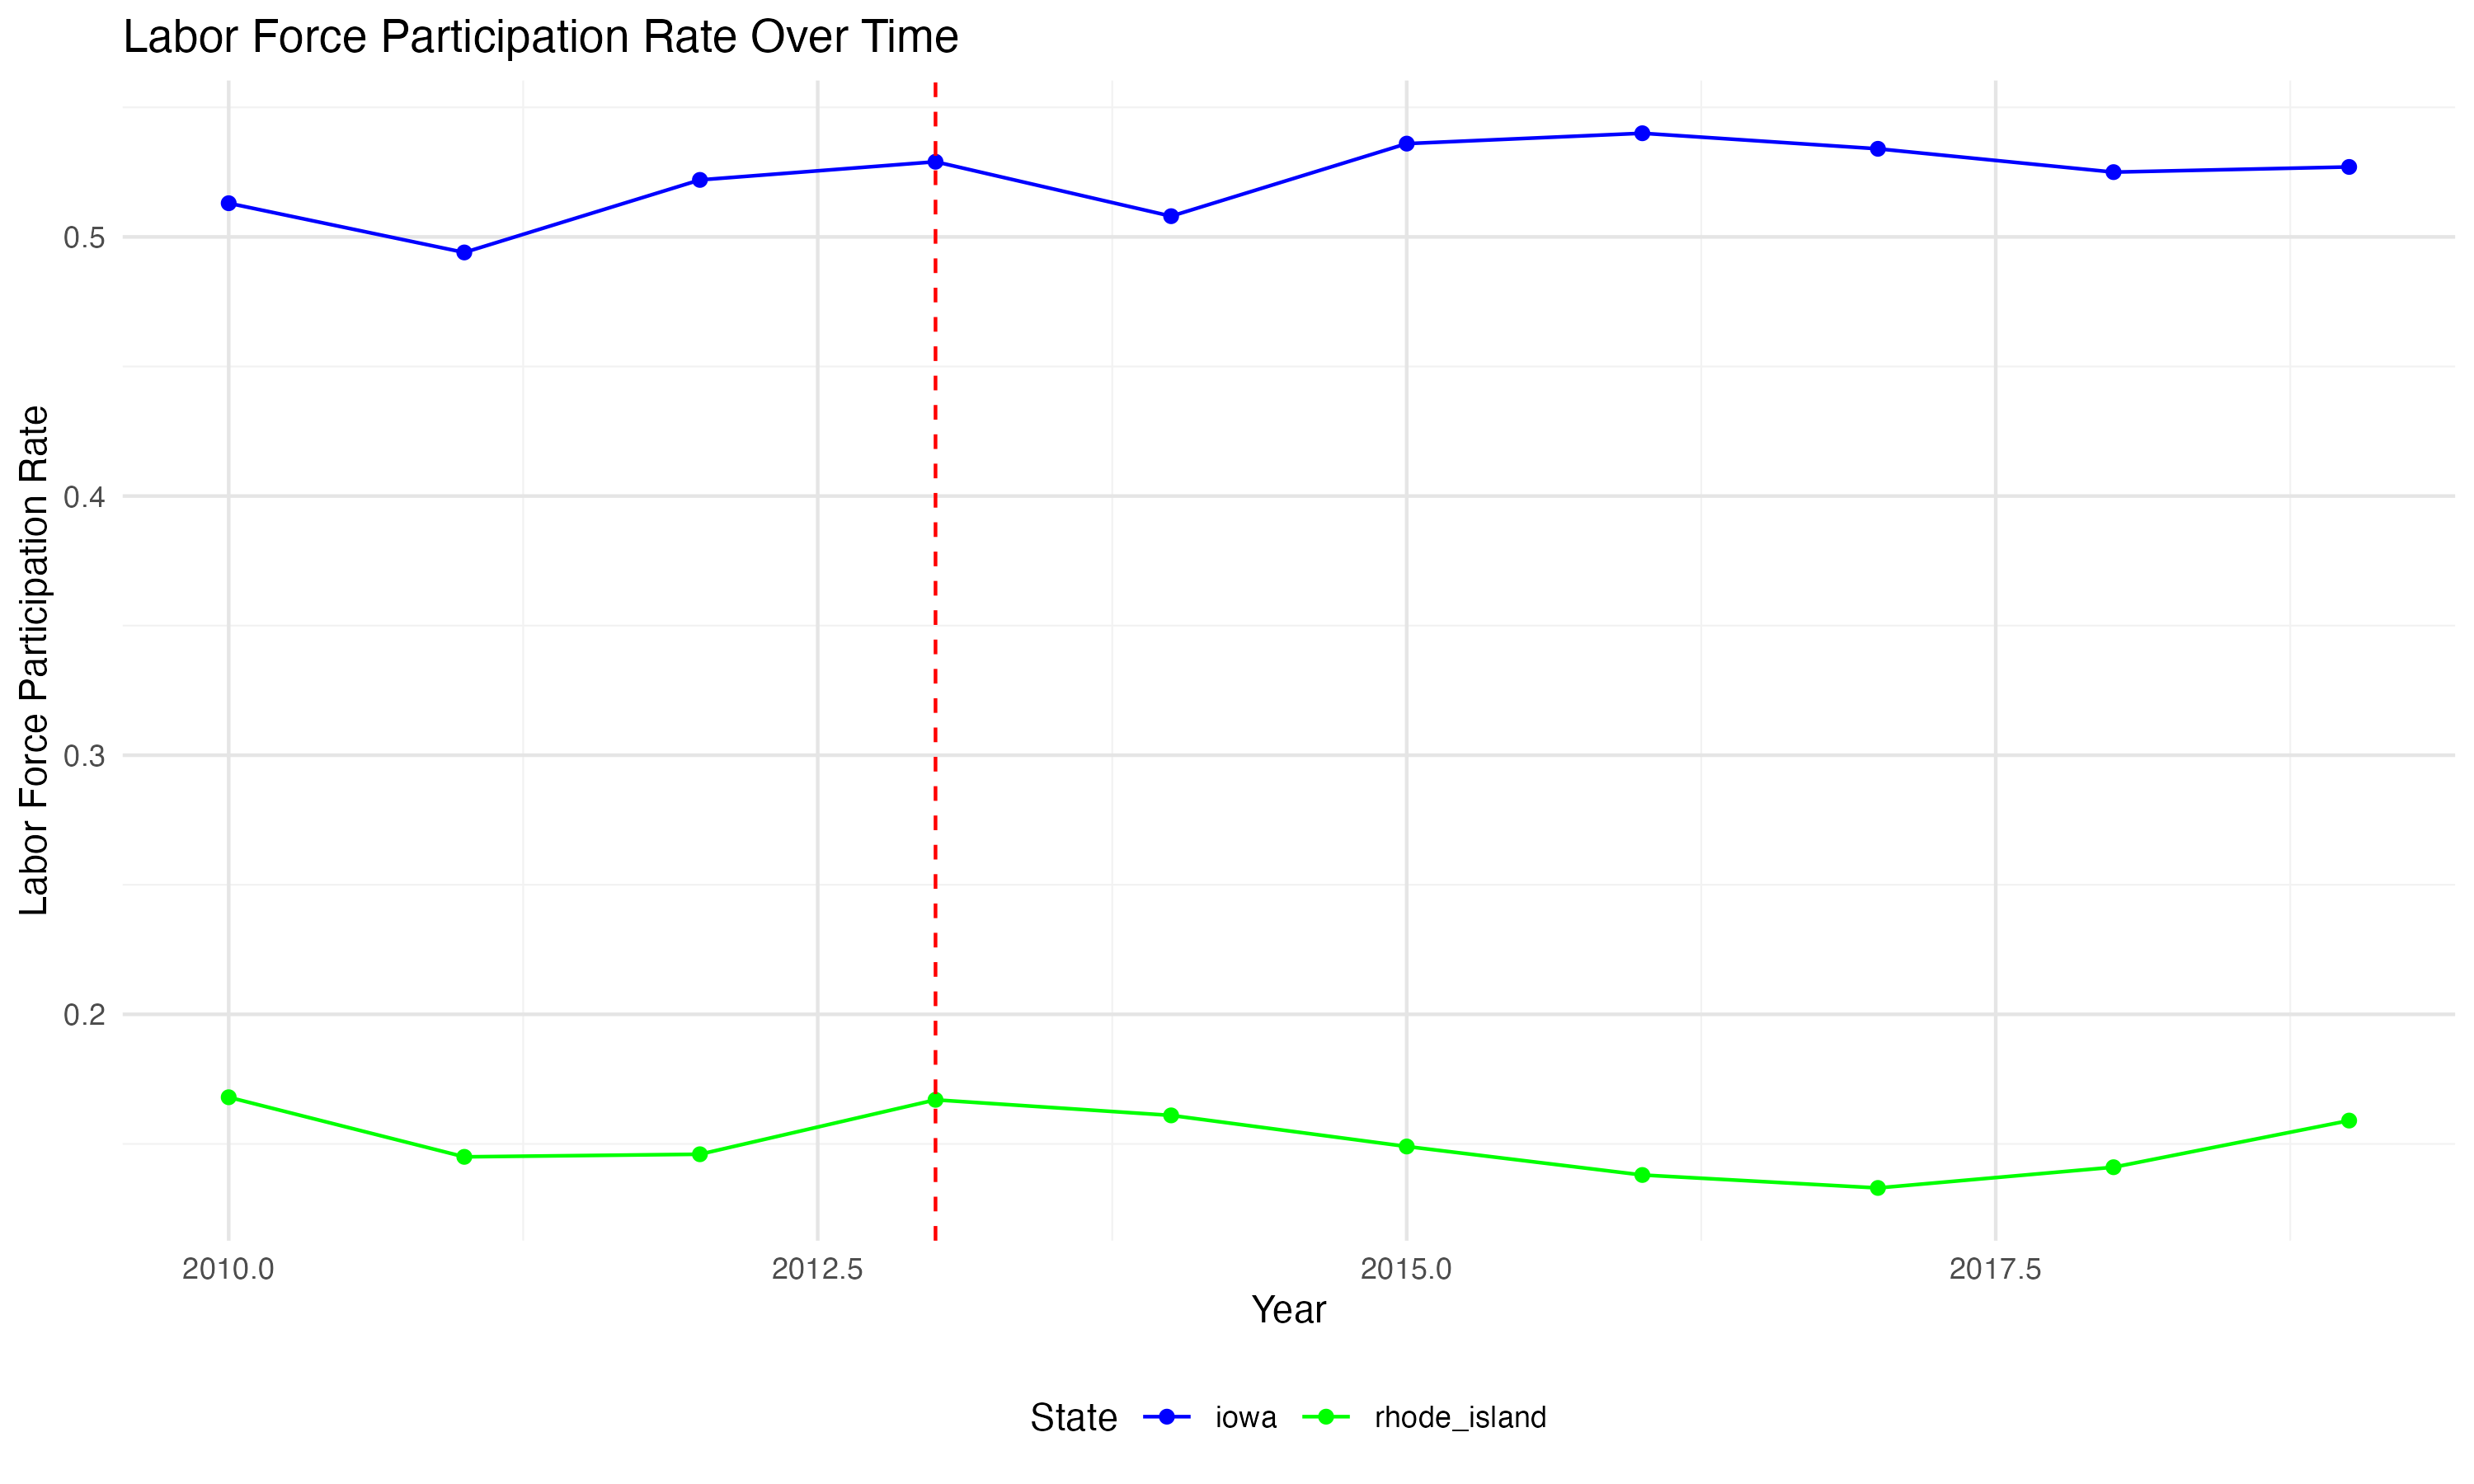 Labor Force Participation Rate Over Time
Labor Force Participation Rate
0.5
0.4
0.3
0.2
2010.0 2012.5 2015.0 2017.5
Year
State iowa rhode_island